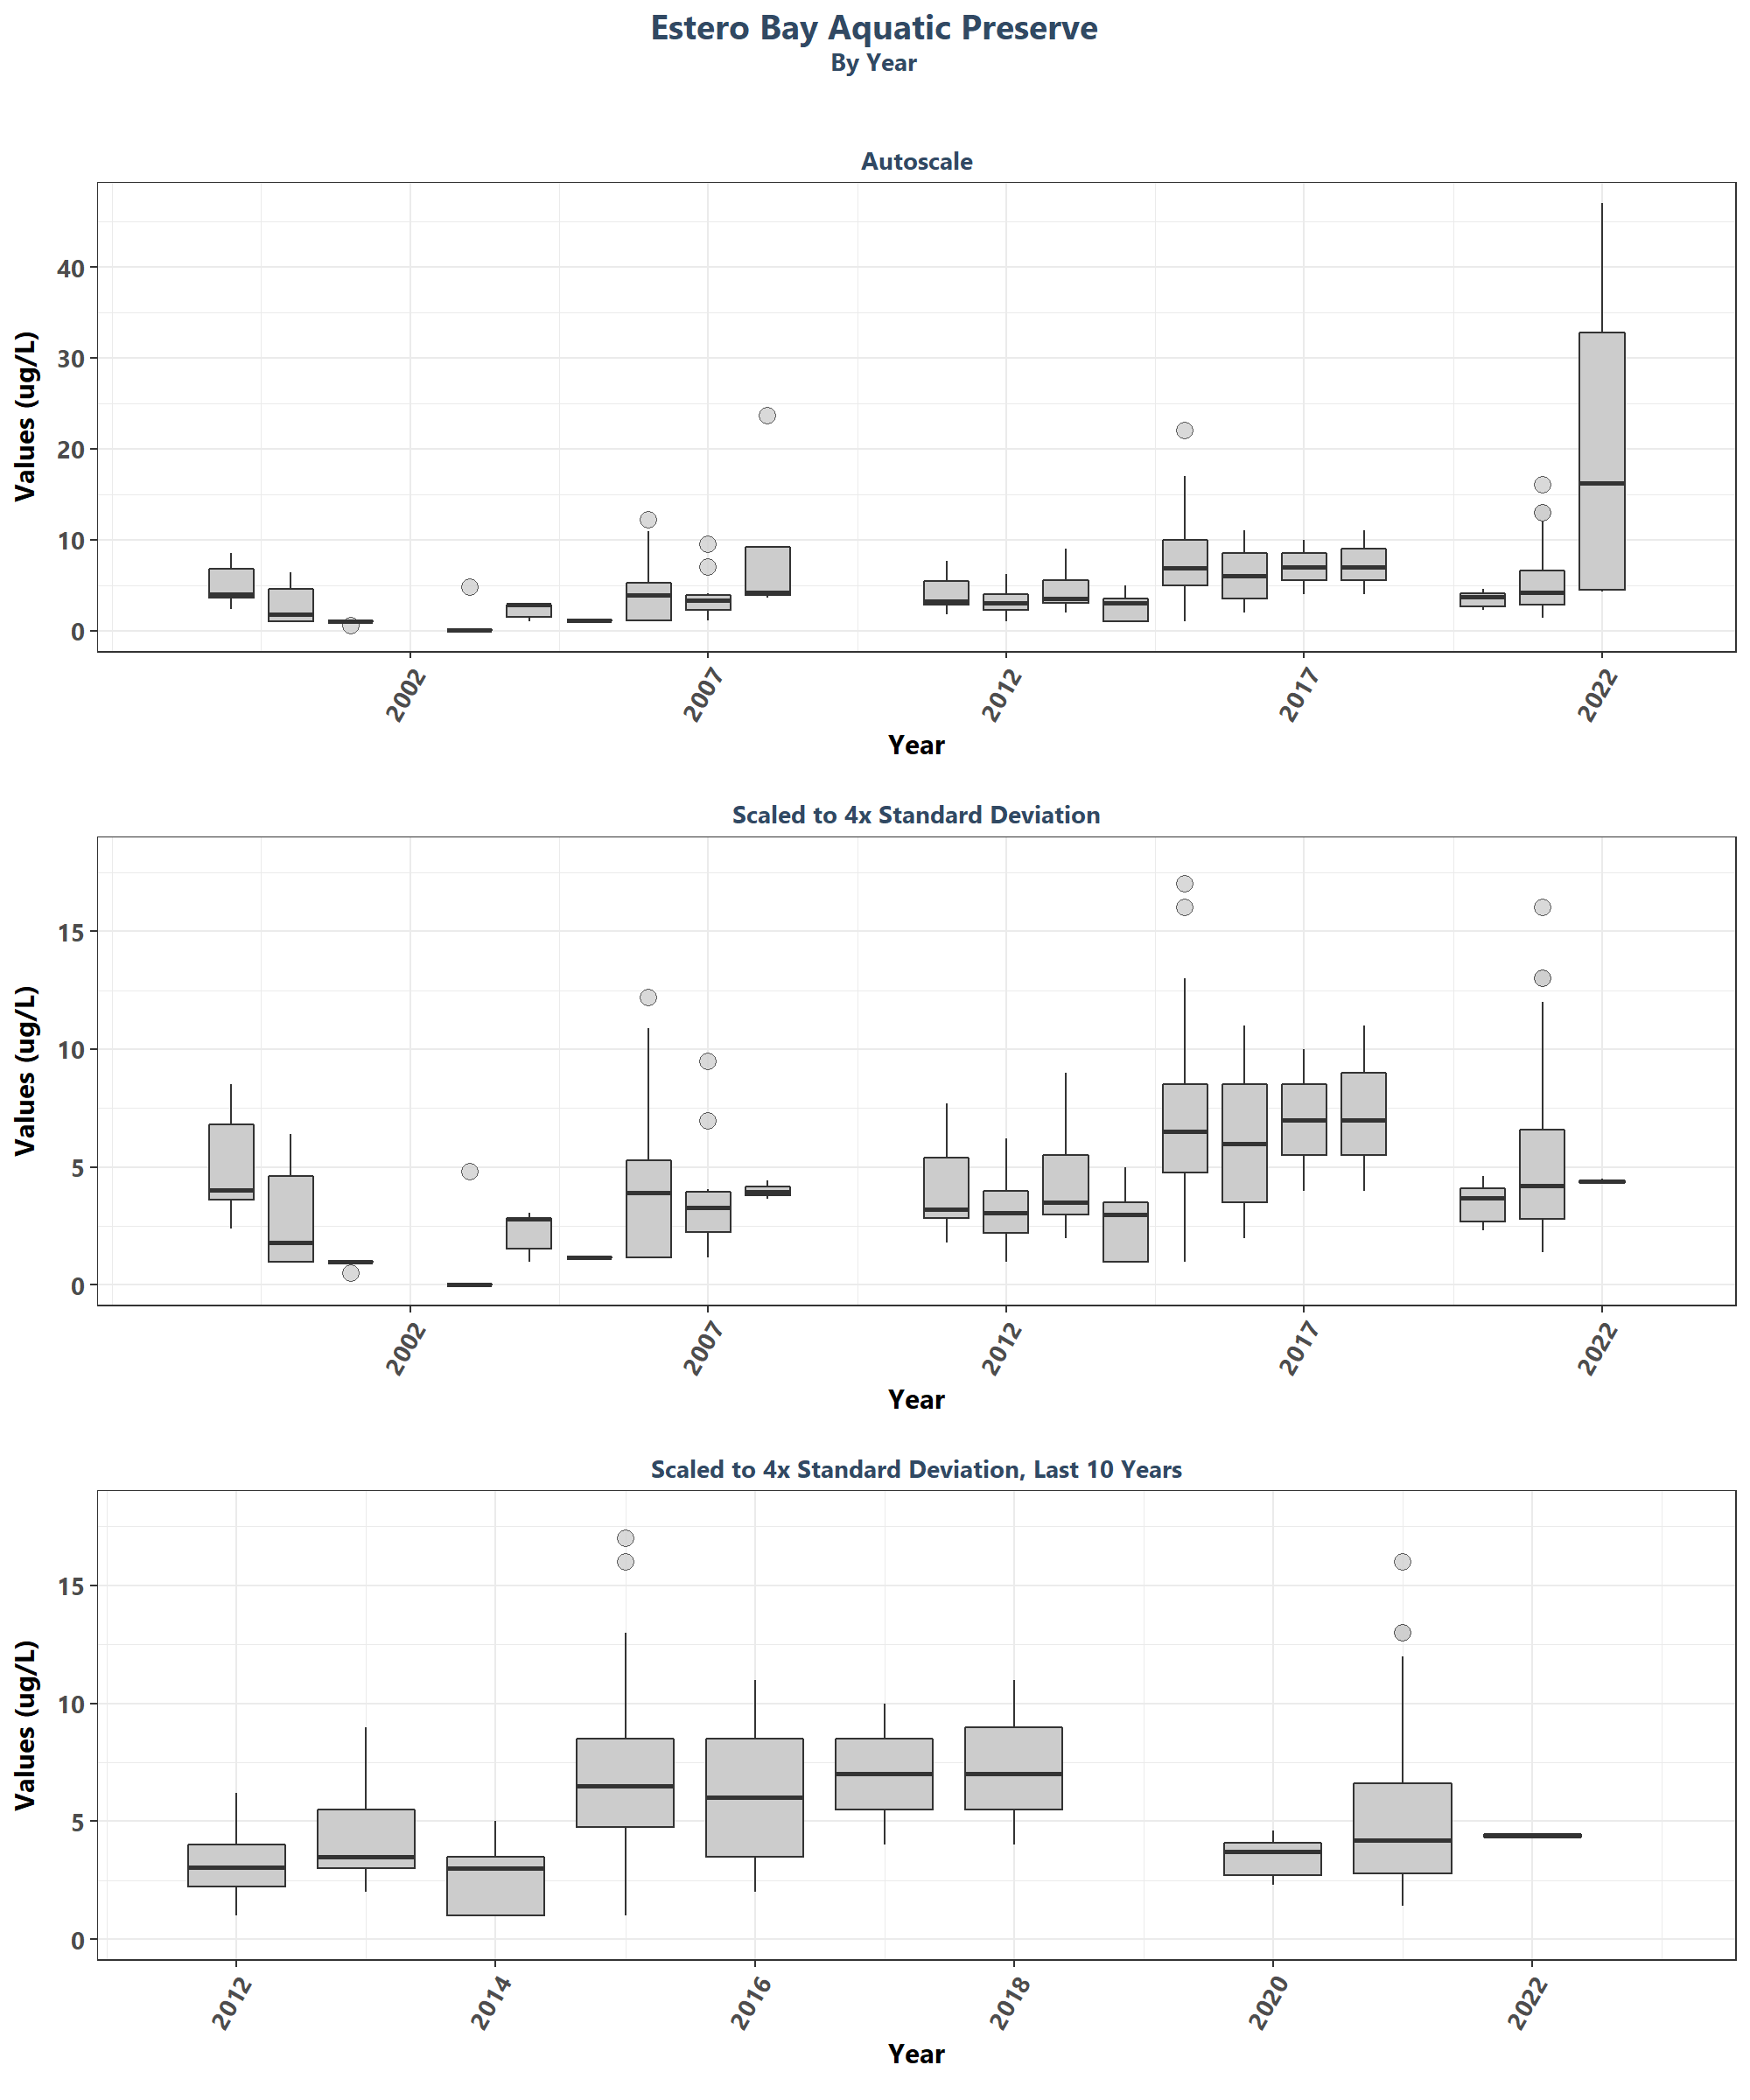 Estero Bay Aquatic Preserve
By Year
Autoscale
Values (ug/L)
40
30
20
10
0
2002
2007
2012
2017
2022
Year
Scaled to 4x Standard Deviation
Values (ug/L)
15
10
5
0
2002
2007
2012
2017
2022
Year
Scaled to 4x Standard Deviation, Last 10 Years
Values (ug/L)
15
10
5
0
2012
2014
2016
2018
2020
2022
Year